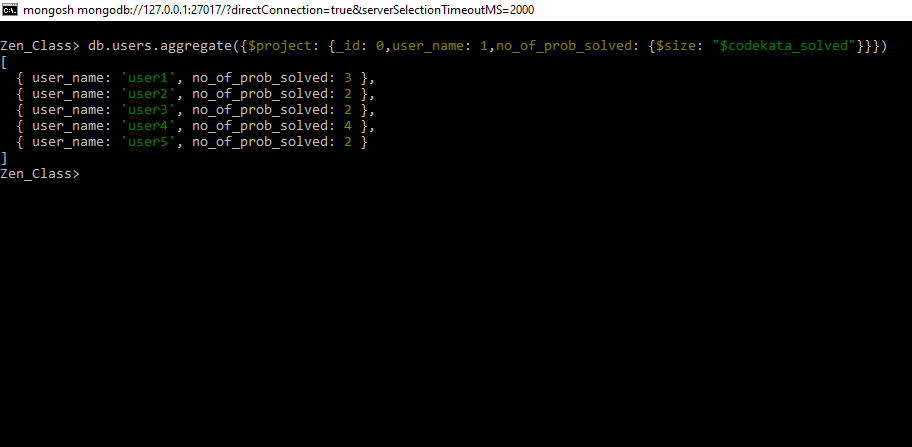 mongosh mongodb://127.0.0.1:27017/?directConnection=true&serverSelectionTimeoutMS=2000
Zen_Class> db.users.aggregate({$project: {_id: 0,user_name: 1,no_of_prob_solved: {$size: "$codekata_solved"}}})
[
  { user_name: 'user1', no_of_prob_solved: 3 },
  { user_name: 'user2', no_of_prob_solved: 2 },
  { user_name: 'user3', no_of_prob_solved: 2 },
  { user_name: 'user4', no_of_prob_solved: 4 },
  { user_name: 'user5', no_of_prob_solved: 2 }
]
Zen_Class>